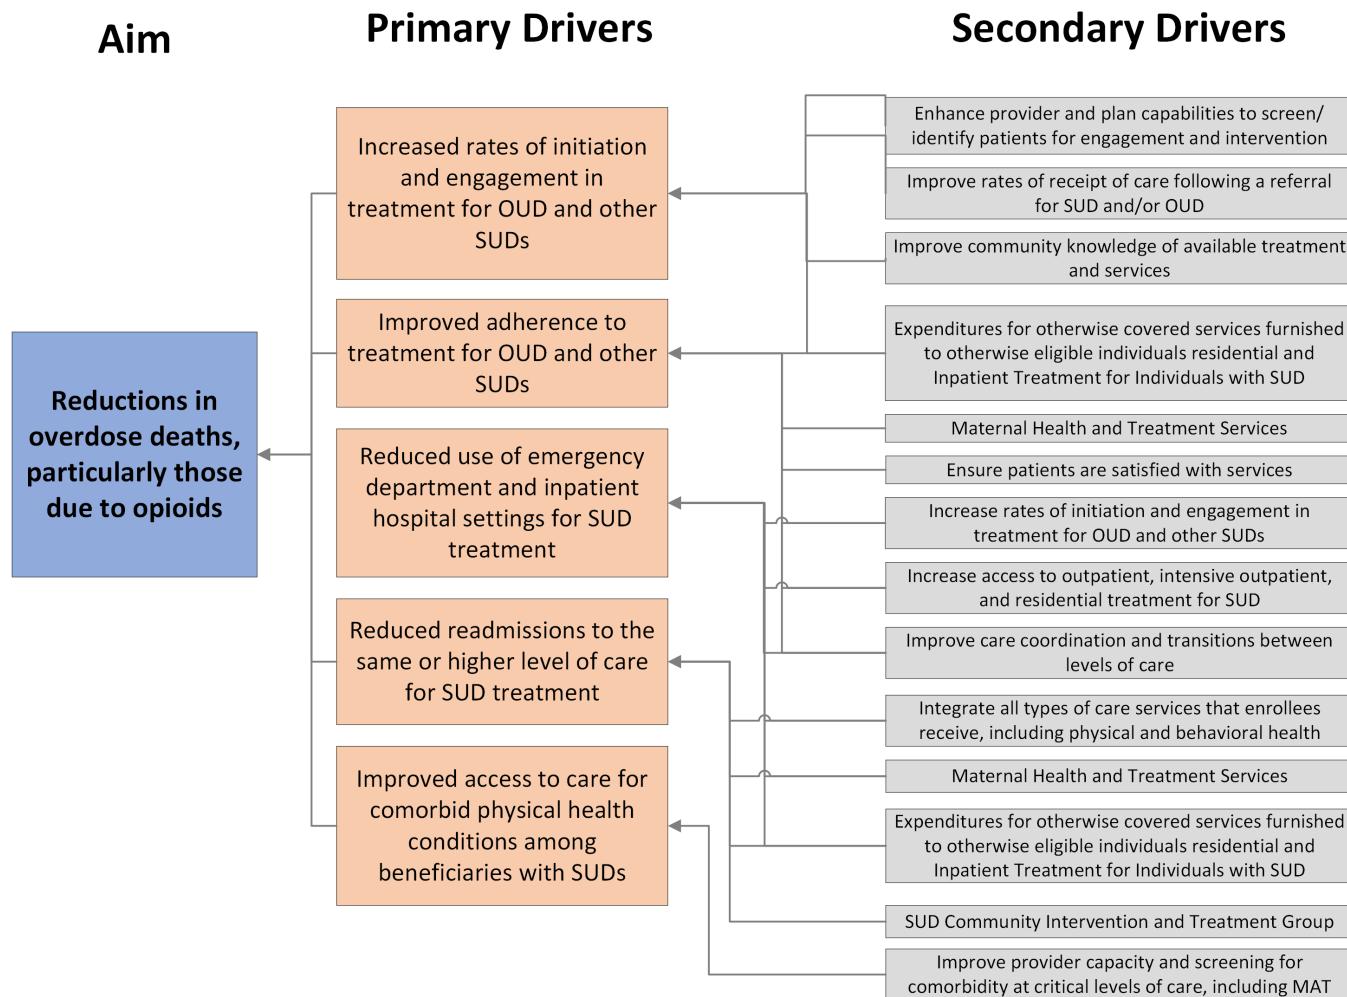 Aim
Primary Drivers
Secondary Drivers
Reductions in
overdose deaths,
particularly those
due to opioids
Increased rates of initiation
and engagement in
treatment for OUD and other
SUDs
Improved adherence to
treatment for OUD and other
SUDs
Reduced use of emergency
department and inpatient
hospital settings for SUD
treatment
Reduced readmissions to the
same or higher level of care
for SUD treatment
Improved access to care for
comorbid physical health
conditions among
beneficiaries with SUDs
Enhance provider and plan capabilities to screen/
identify patients for engagement and intervention
Improve rates of receipt of care following a referral
for SUD and/or OUD
Improve community knowledge of available treatment
and services
Expenditures for otherwise covered services furnished
to otherwise eligible individuals residential and
Inpatient Treatment for Individuals with SUD
Maternal Health and Treatment Services
Ensure patients are satisfied with services
Increase rates of initiation and engagement in
treatment for OUD and other SUDs
Increase access to outpatient, intensive outpatient,
and residential treatment for SUD
Improve care coordination and transitions between
levels of care
Integrate all types of care services that enrollees
receive, including physical and behavioral health
Maternal Health and Treatment Services
Expenditures for otherwise covered services furnished
to otherwise eligible individuals residential and
Inpatient Treatment for Individuals with SUD
SUD Community Intervention and Treatment Group
Improve provider capacity and screening for
comorbidity at critical levels of care, including MAT